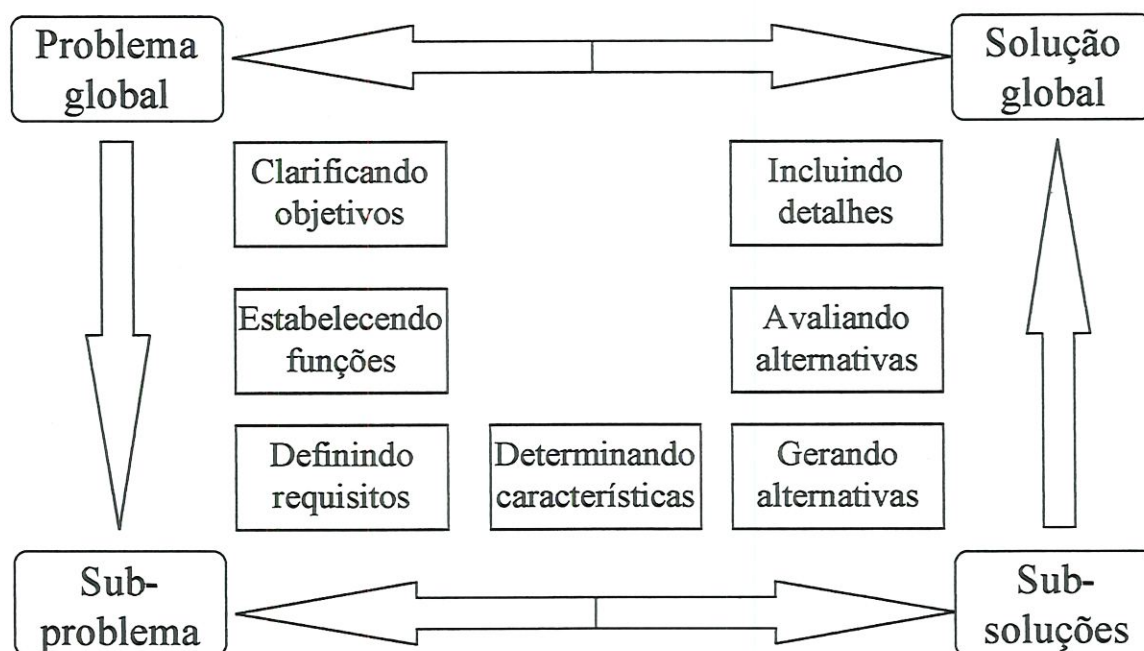 Problema
global
Solução
global
Clarificando
objetivos
Incluindo
detalhes
Estabelecendo
funções
Avaliando
alternativas
Definindo
requisitos
Determinando
características
Gerando
alternativas
Sub-
problema
Sub-
soluções